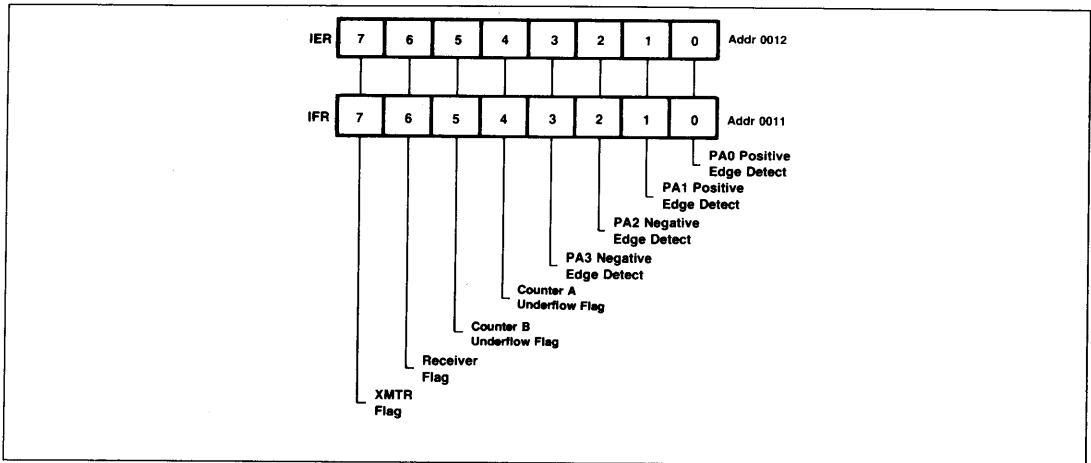 IER 7 6 5 4 3 2 1 0 Addr 0012
IFR 7 6 5 4 3 2 1 0 Addr 0011
PA0 Positive
Edge Detect
PA1 Positive
Edge Detect
PA2 Negative
Edge Detect
PA3 Negative
Edge Detect
Counter A
Underflow Flag
Counter B
Underflow Flag
Receiver
Flag
XMTR
Flag